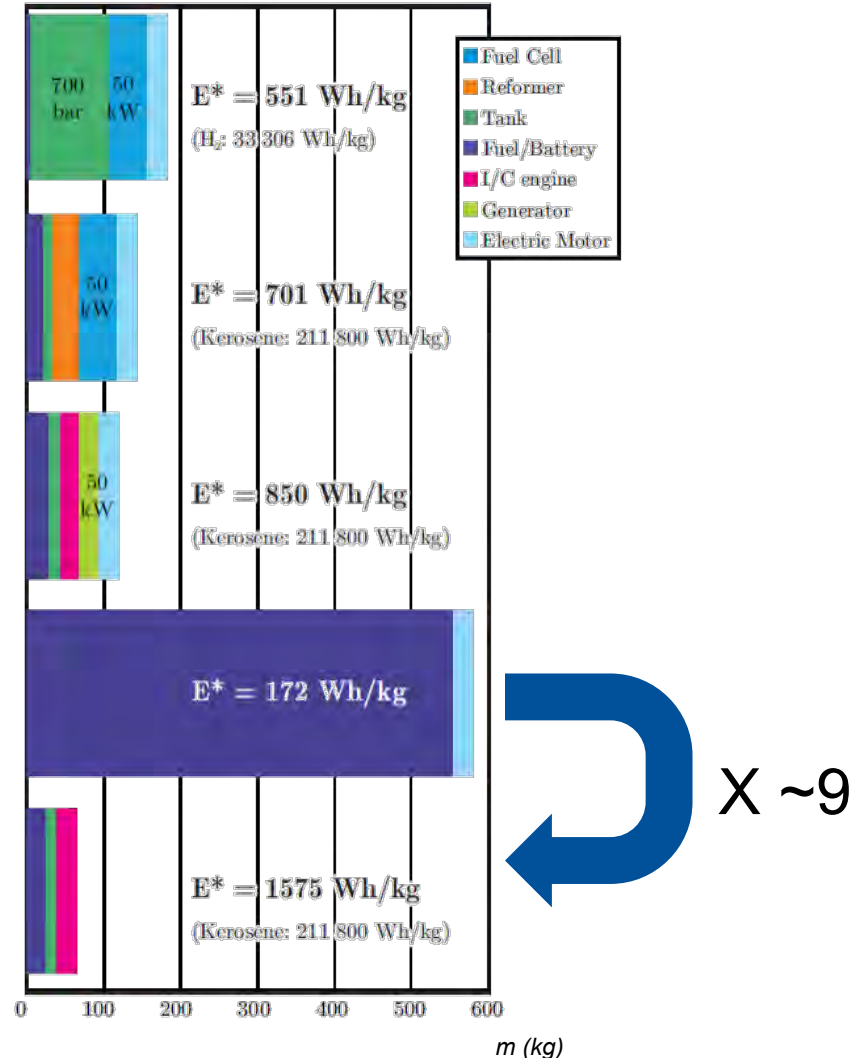 700
bar
50
kW
E* = 551 Wh/kg
(H₂: 33 306 Wh/kg)
Fuel Cell
Reformer
Tank
Fuel/Battery
I/C engine
Generator
Electric Motor
50
kW
E* = 701 Wh/kg
(Kerosene: 211 800 Wh/kg)
50
kW
E* = 850 Wh/kg
(Kerosene: 211 800 Wh/kg)
E* = 172 Wh/kg
X ~9
E* = 1575 Wh/kg
(Kerosene: 211 800 Wh/kg)
0 100 200 300 400 500 600
m (kg)